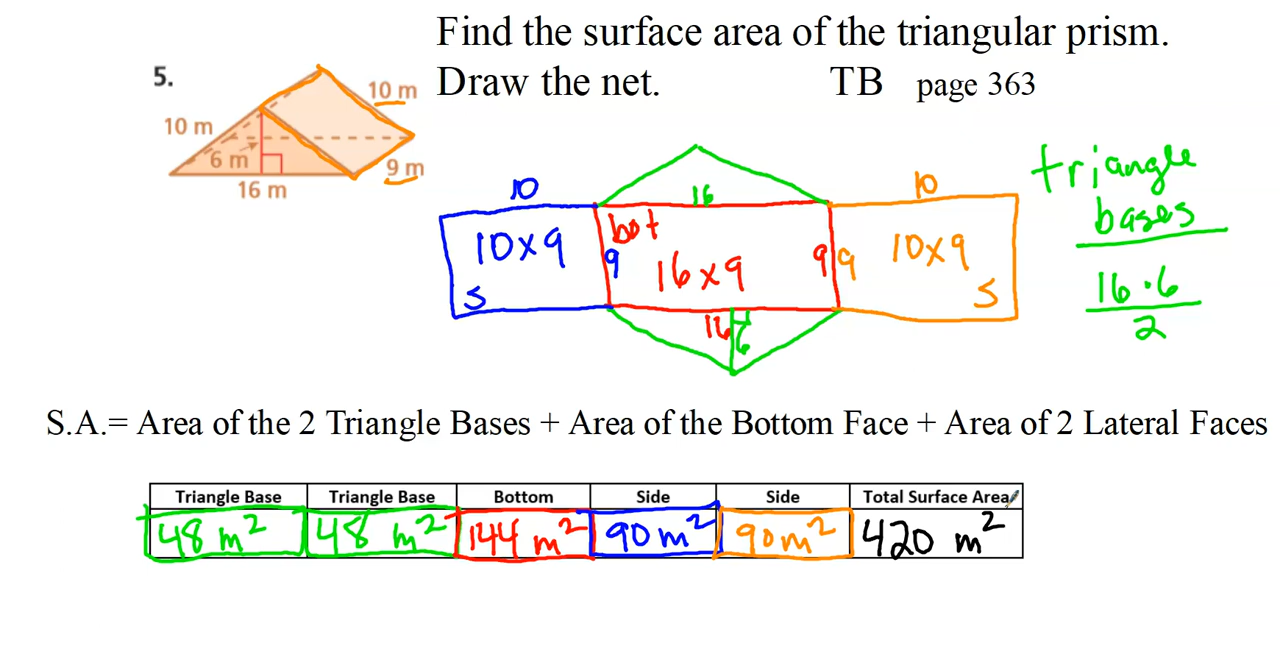 Find the surface area of the triangular prism.
Draw the net. TB page 363
5.
10 m
10 m
6 m
9 m
16 m
triangle
bases
16·6
2
10
16
10
bot
10x9
9
16x9
9
9
10x9
S
S
16
6
S.A.= Area of the 2 Triangle Bases + Area of the Bottom Face + Area of 2 Lateral Faces
Triangle Base Triangle Base Bottom Side Side Total Surface Area
48 m² 48 m² 144 m² 90 m² 90 m² 420 m²